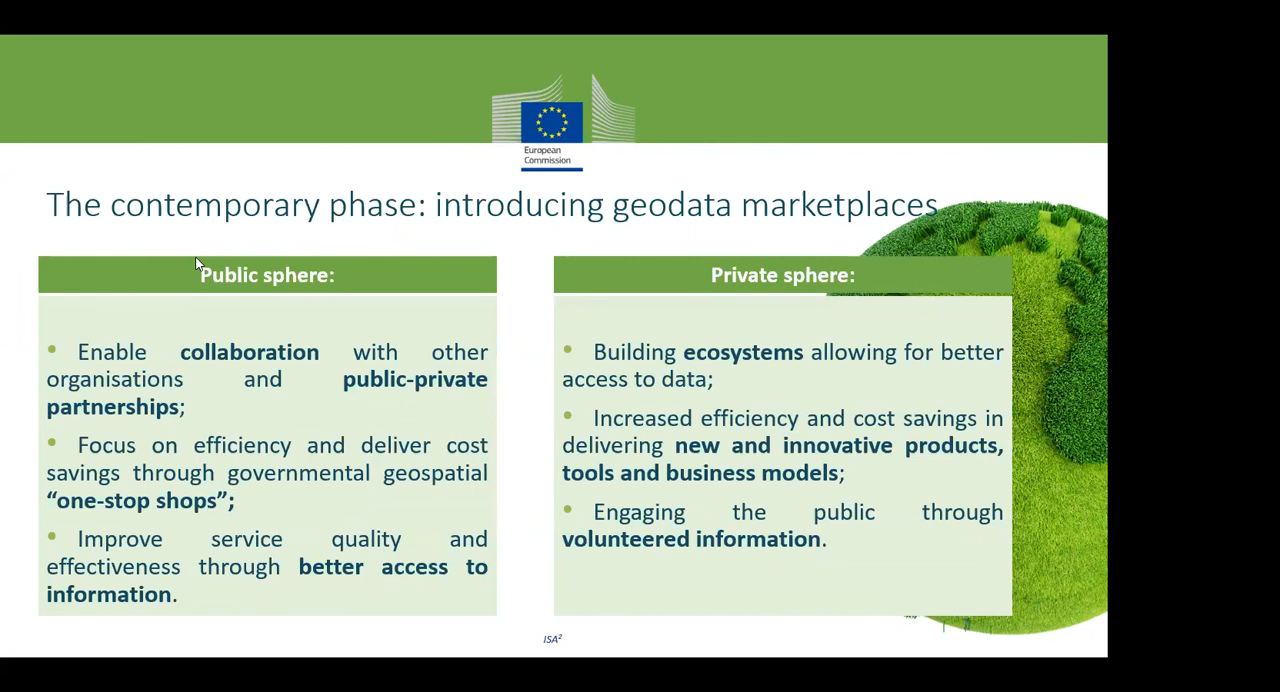 European
Commission
The contemporary phase: introducing geodata marketplaces
Public sphere:
• Enable collaboration with other
organisations and public-private
partnerships;
• Focus on efficiency and deliver cost
savings through governmental geospatial
“one-stop shops”;
• Improve service quality and
effectiveness through better access to
information.
Private sphere:
• Building ecosystems allowing for better
access to data;
• Increased efficiency and cost savings in
delivering new and innovative products,
tools and business models;
• Engaging the public through
volunteered information.
ISA²